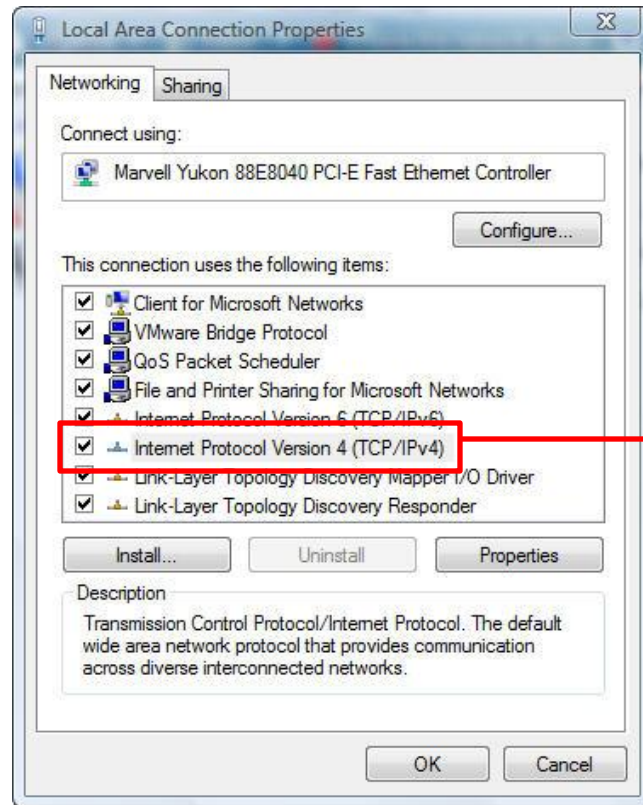 Local Area Connection Properties
Networking
Sharing
Connect using:
Marvell Yukon 88E8040 PCI-E Fast Ethernet Controller
Configure...
This connection uses the following items:
Client for Microsoft Networks
VMware Bridge Protocol
QoS Packet Scheduler
File and Printer Sharing for Microsoft Networks
Internet Protocol Version 6 (TCP/IPv6)
Internet Protocol Version 4 (TCP/IPv4)
Link-Layer Topology Discovery Mapper I/O Driver
Link-Layer Topology Discovery Responder
Install...
Uninstall
Properties
Description
Transmission Control Protocol/Internet Protocol. The default
wide area network protocol that provides communication
across diverse interconnected networks.
OK
Cancel